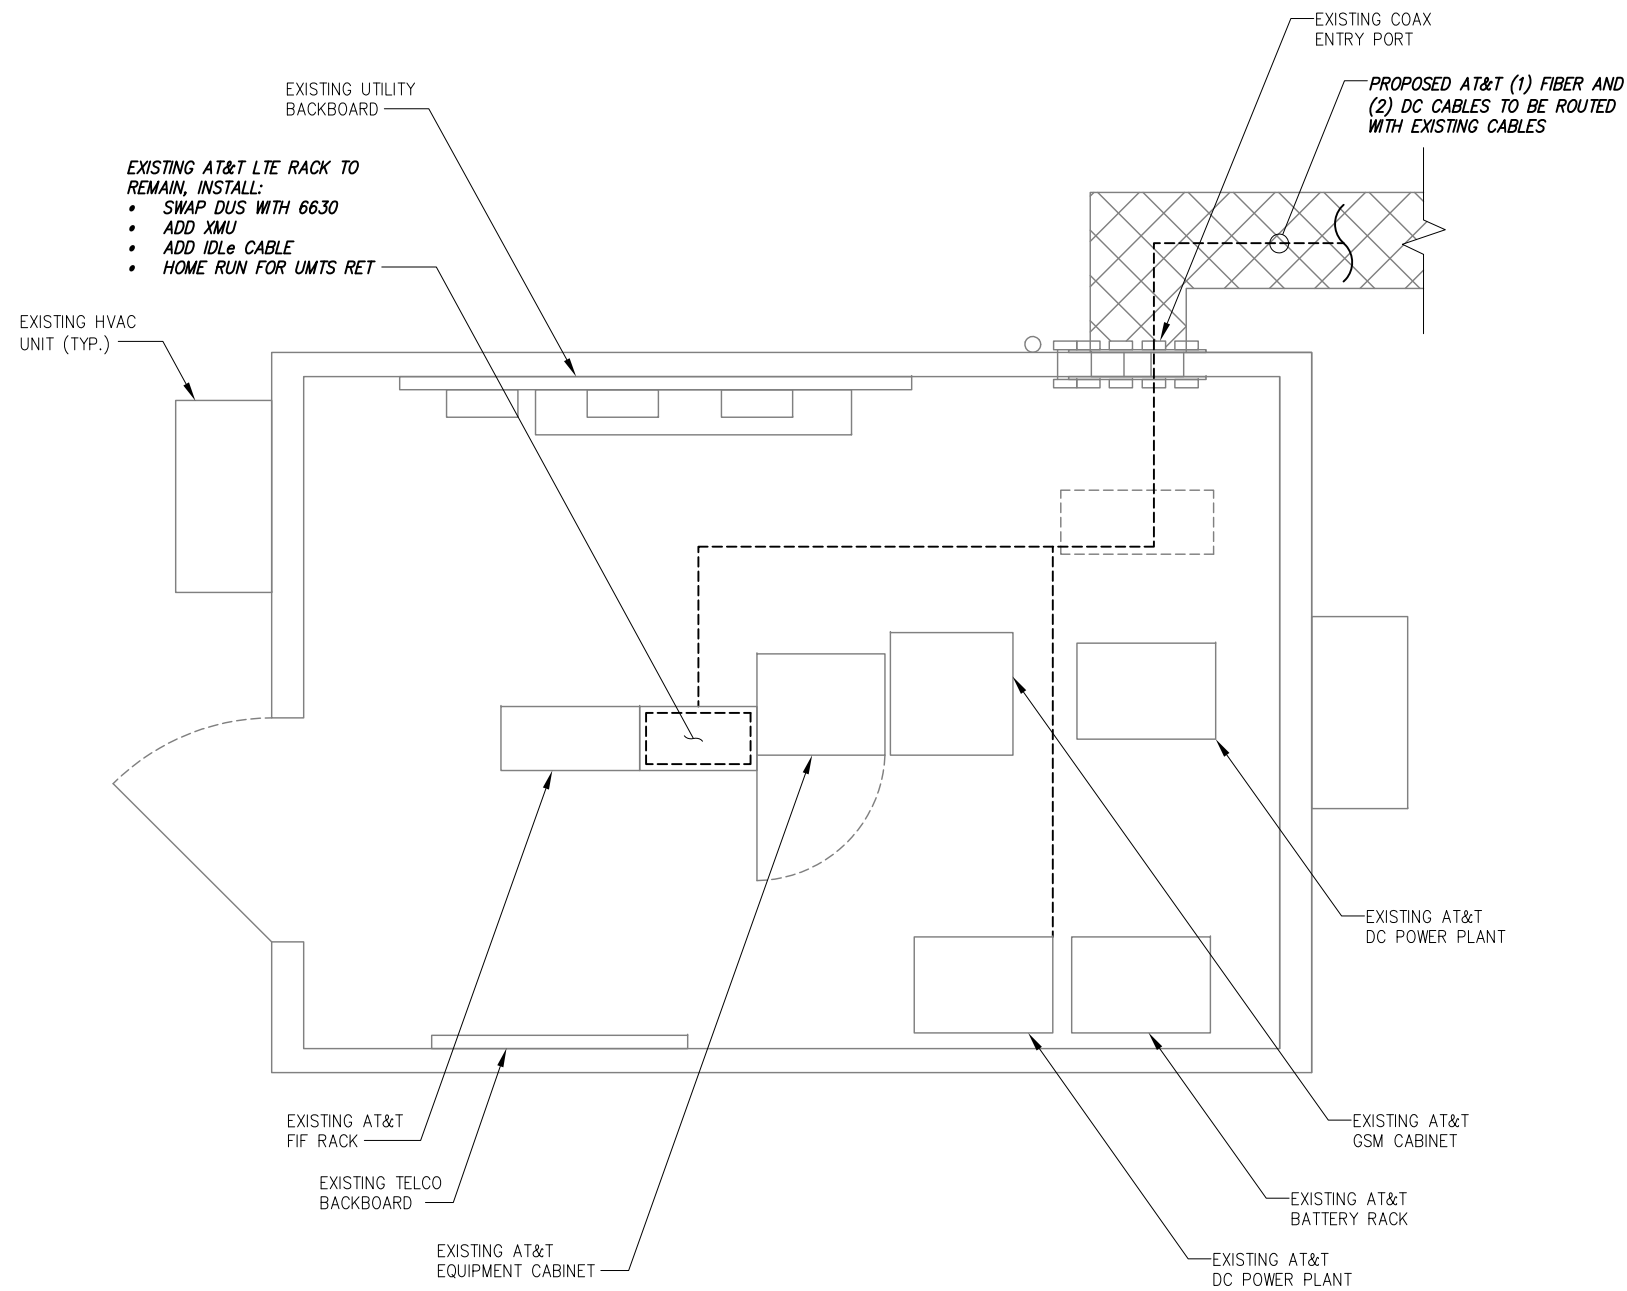 EXISTING COAX
ENTRY PORT
PROPOSED AT&T (1) FIBER AND
(2) DC CABLES TO BE ROUTED
WITH EXISTING CABLES
EXISTING UTILITY
BACKBOARD
EXISTING AT&T LTE RACK TO
REMAIN, INSTALL:
• SWAP DUS WITH 6630
• ADD XMU
• ADD IDLe CABLE
• HOME RUN FOR UMTS RET
EXISTING HVAC
UNIT (TYP.)
EXISTING AT&T
DC POWER PLANT
EXISTING AT&T
FIF RACK
EXISTING AT&T
GSM CABINET
EXISTING TELCO
BACKBOARD
EXISTING AT&T
BATTERY RACK
EXISTING AT&T
EQUIPMENT CABINET
EXISTING AT&T
DC POWER PLANT